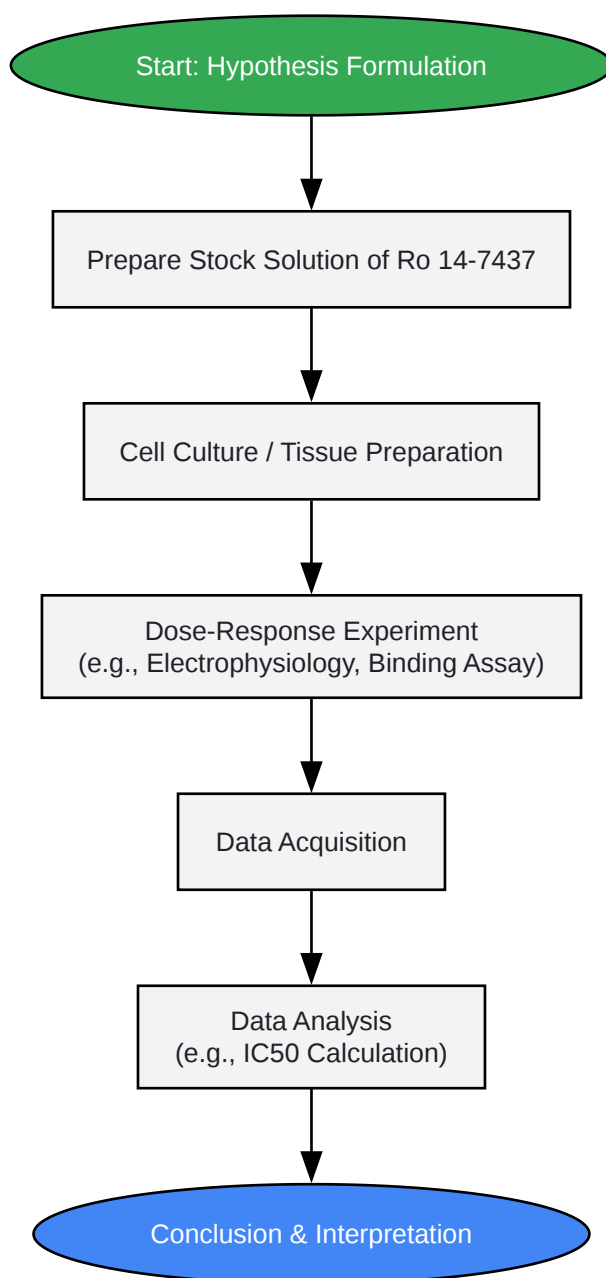 Start: Hypothesis Formulation
Prepare Stock Solution of Ro 14-7437
Cell Culture / Tissue Preparation
Dose-Response Experiment
(e.g., Electrophysiology, Binding Assay)
Data Acquisition
Data Analysis
(e.g., IC50 Calculation)
Conclusion & Interpretation